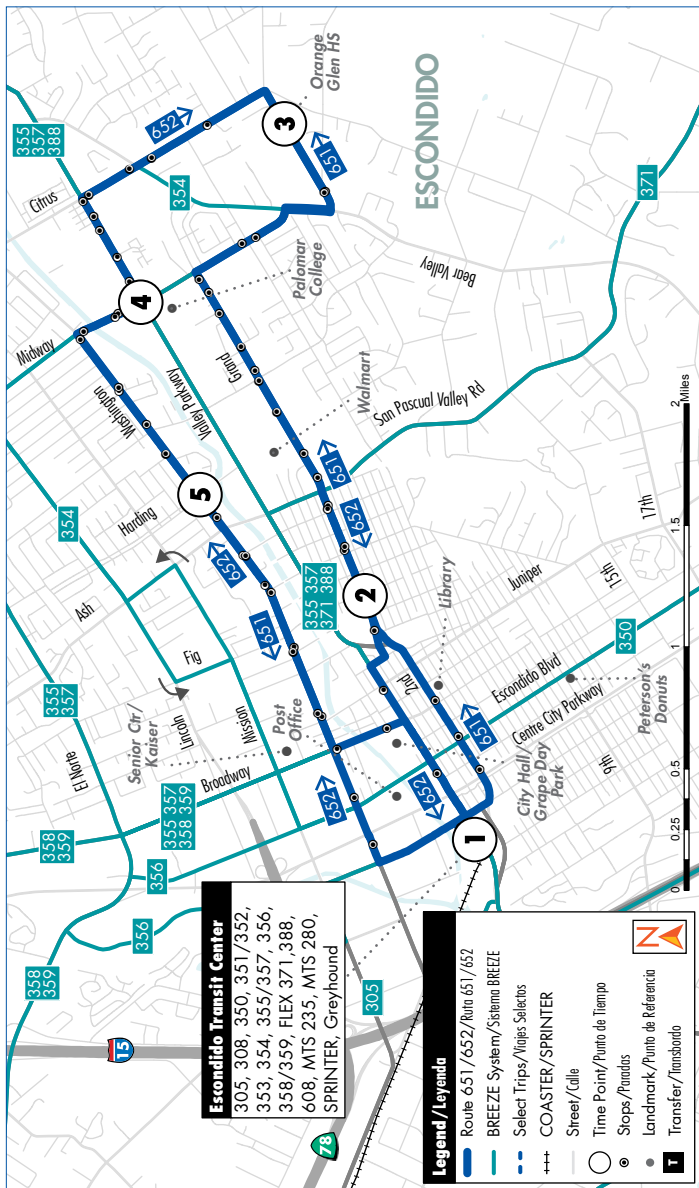 355
357
388
Citrus
652
Orange
Glen HS
3
651
354
ESCONDIDO
371
Midway
4
Palomar
College
Bear Valley
Washington
Valley Parkway
Grand
Walmart
San Pascual Valley Rd
5
Harding
354
651
652
Ash
652
651
355 357
371 388
2
Library
Juniper
17th
15th
Fig
2nd
Escondido Blvd
350
355
357
El Norte
Lincoln
Mission
Senior Ctr/
Kaiser
Post
Office
Broadway
651
Centre City Parkway
Peterson's
Donuts
9th
358
359
355 357
358 359
652
652
City Hall/
Grape Day
Park
1
356
356
358
359
305
15
78
Escondido Transit Center
305, 308, 350, 351/352,
353, 354, 355/357, 356,
358/359, FLEX 371,388,
608, MTS 235, MTS 280,
SPRINTER, Greyhound
Legend/Leyenda
Route 651/652/Ruta 651/652
BREEZE System/Sistema BREEZE
Select Trips/Viajes Selectos
COASTER/SPRINTER
Street/Calle
Time Point/Punto de Tiempo
Stops/Paradas
Landmark/Punto de Referencia
T Transfer/Transbordo
N
0 0.25 0.5 1 1.5 2
Miles